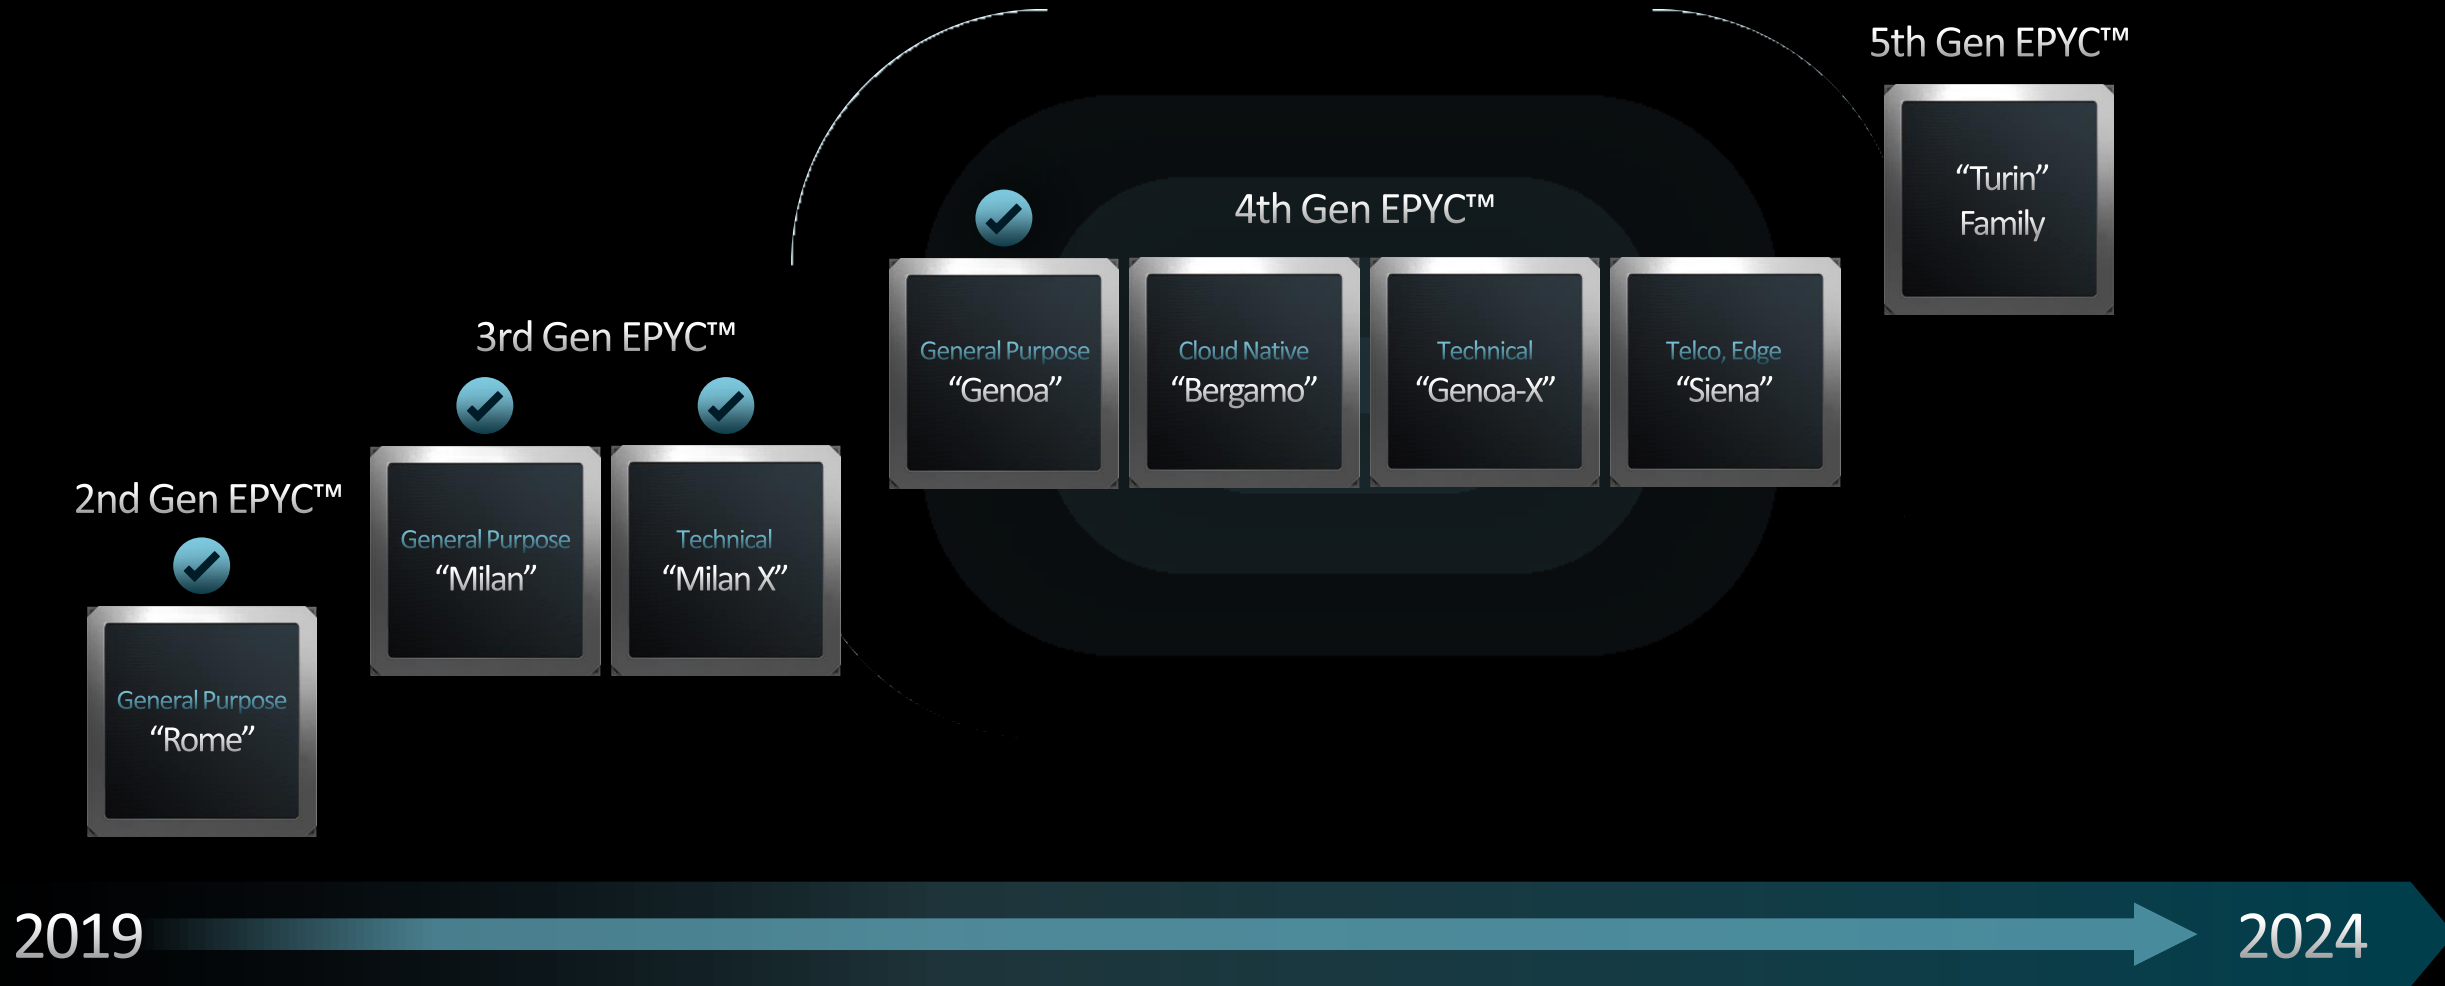 5th Gen EPYC™
“Turin”
Family
4th Gen EPYC™
General Purpose
“Genoa”
Cloud Native
“Bergamo”
Technical
“Genoa-X”
Telco, Edge
“Siena”
3rd Gen EPYC™
General Purpose
“Milan”
Technical
“Milan X”
2nd Gen EPYC™
General Purpose
“Rome”
2019
2024